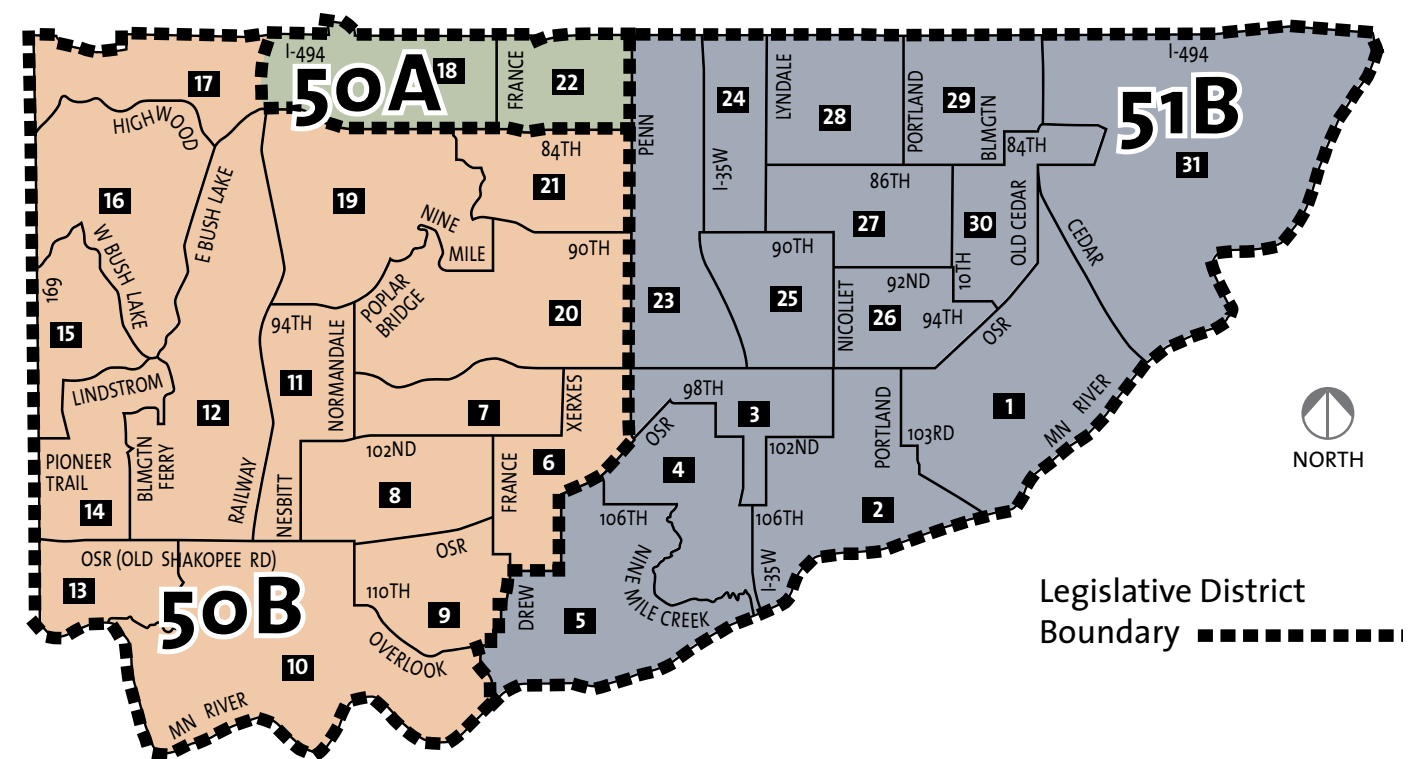 I-494
I-494
50A
18
FRANCE
22
17
HIGHWOOD
PENN
24
LYNDALE
28
PORTLAND
29
BLMGTN
84TH
51B
31
84TH
I-35W
86TH
21
16
E BUSH LAKE
19
NINE
MILE
27
30
OLD CEDAR
CEDAR
W BUSH LAKE
90TH
90TH
10TH
169
POPLAR
BRIDGE
23
25
92ND
20
NICOLLET
26
94TH
OSR
15
94TH
NORMANDALE
LINDSTROM
11
12
7
XERXES
98TH
3
OSR
PORTLAND
1
MN RIVER
NORTH
103RD
102ND
102ND
PIONEER
TRAIL
BLMGTN
FERRY
RAILWAY
NESBITT
6
4
8
FRANCE
14
106TH
106TH
2
OSR
OSR (OLD SHAKOPEE RD)
13
50B
110TH
9
DREW
5
NINE MILE CREEK
I-35W
OVERLOOK
10
MN RIVER
Legislative District
Boundary